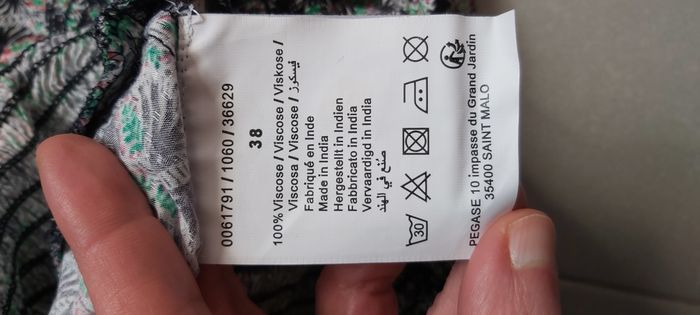 0061791 / 1060 / 36629
38
100% Viscose / Viscose / Viskose /
Viscose / Viscose / فيسكوز
Fabriqué en Inde
Made in India
Hergestellt in Indien
Fabbricato in India
Vervaardigd in India
صنع في الهند
30
PEGASE 10 impasse du Grand Jardin
35400 SAINT MALO